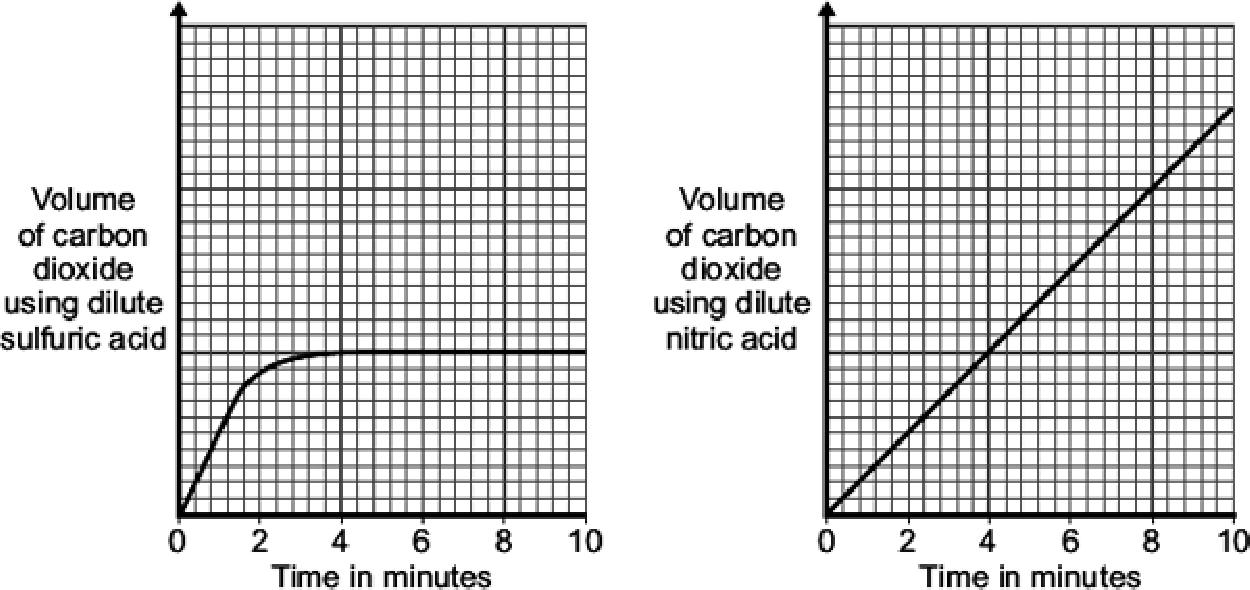 Volume
of carbon
dioxide
using dilute
sulfuric acid
0 2 4 6 8 10
Time in minutes
Volume
of carbon
dioxide
using dilute
nitric acid
0 2 4 6 8 10
Time in minutes